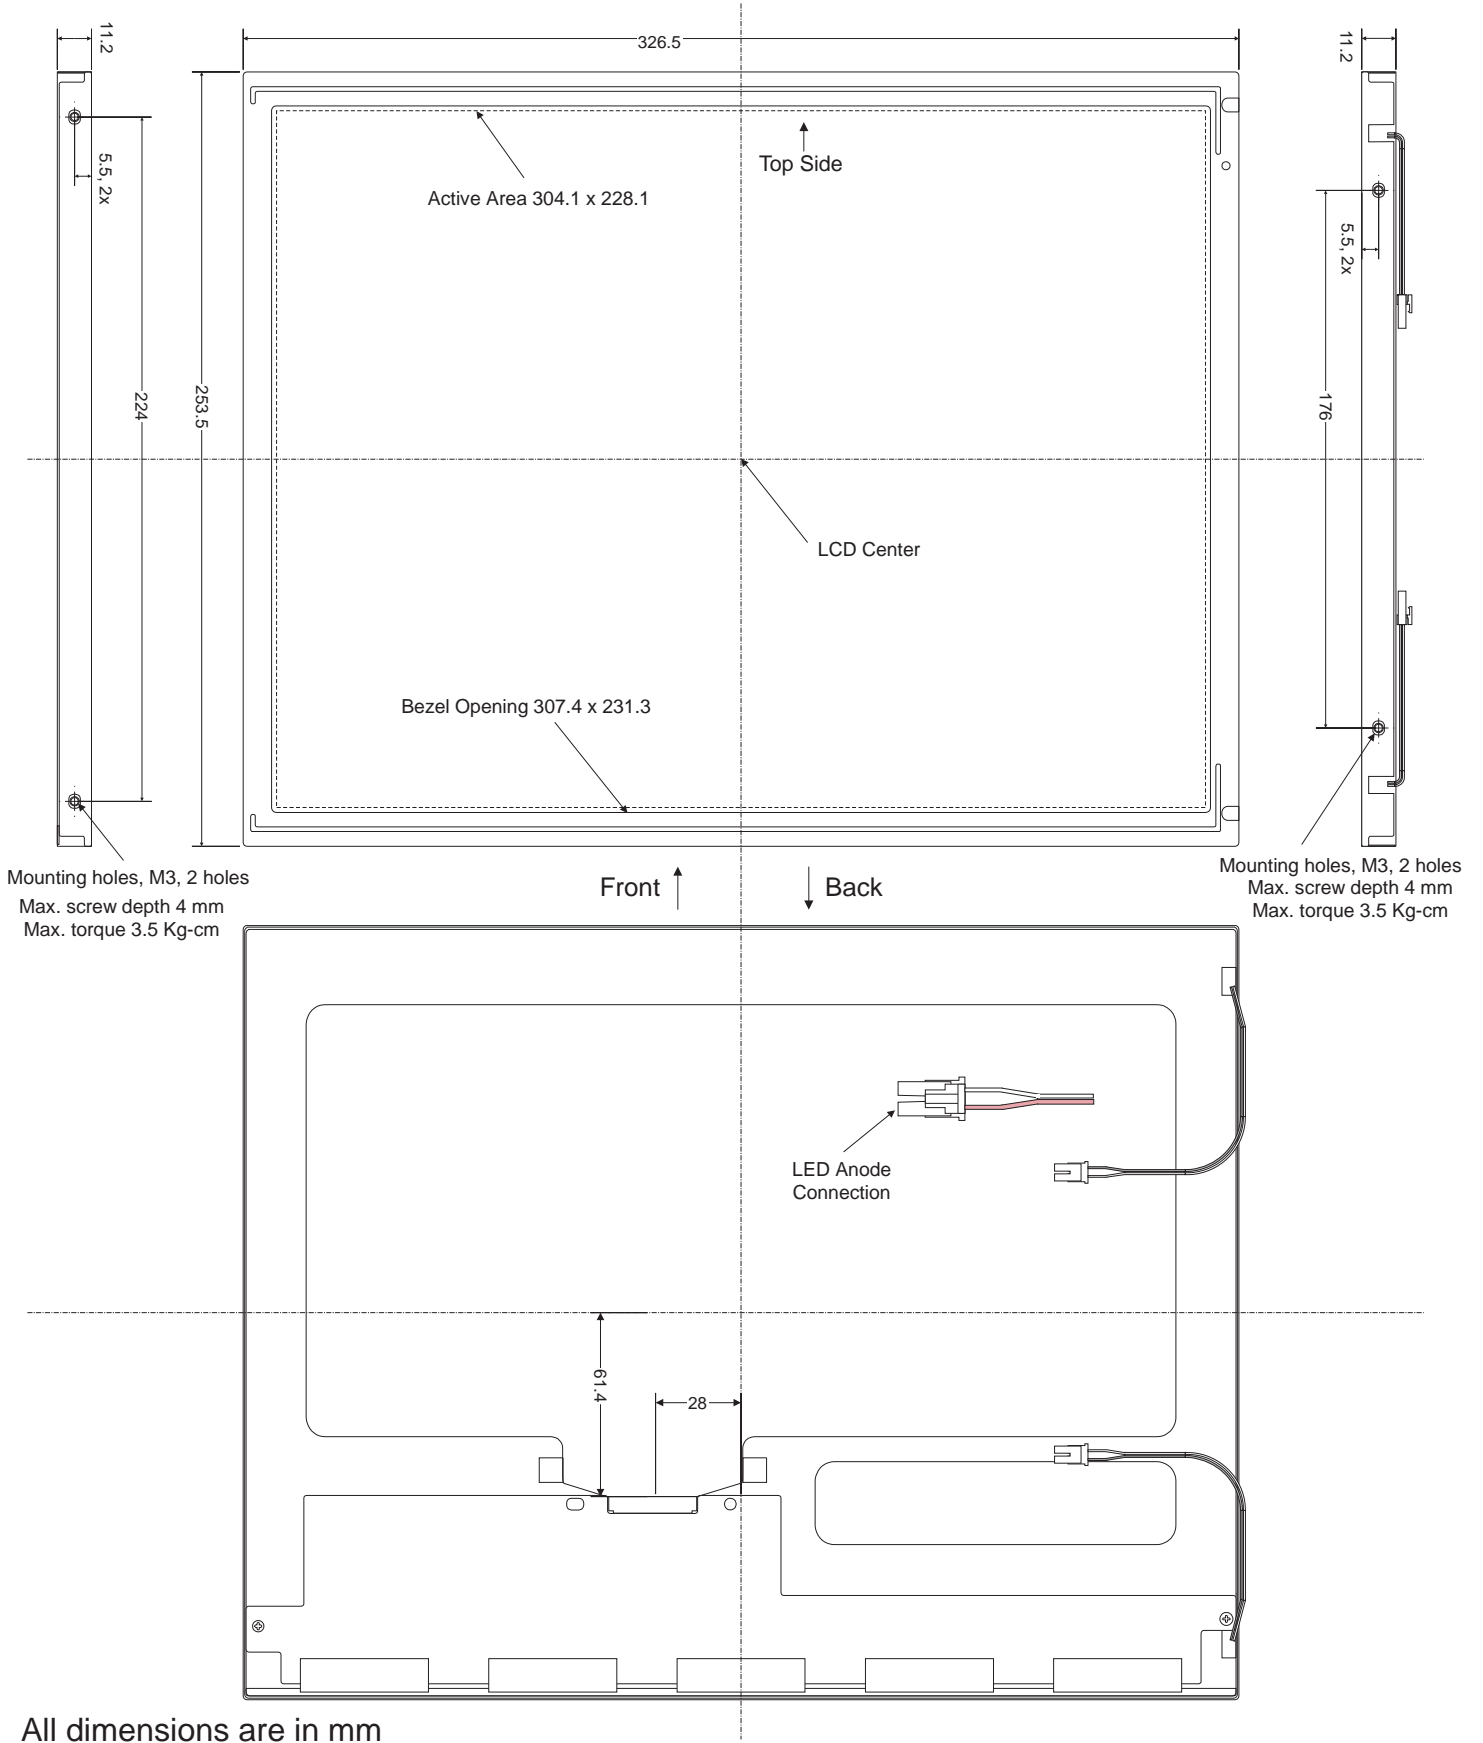 11.2
326.5
11.2
Top Side
5.5, 2x
Active Area 304.1 x 228.1
5.5, 2x
224
253.5
176
LCD Center
Bezel Opening 307.4 x 231.3
Mounting holes, M3, 2 holes
Max. screw depth 4 mm
Max. torque 3.5 Kg-cm
Front
Back
Mounting holes, M3, 2 holes
Max. screw depth 4 mm
Max. torque 3.5 Kg-cm
LED Anode
Connection
61.4
28
All dimensions are in mm